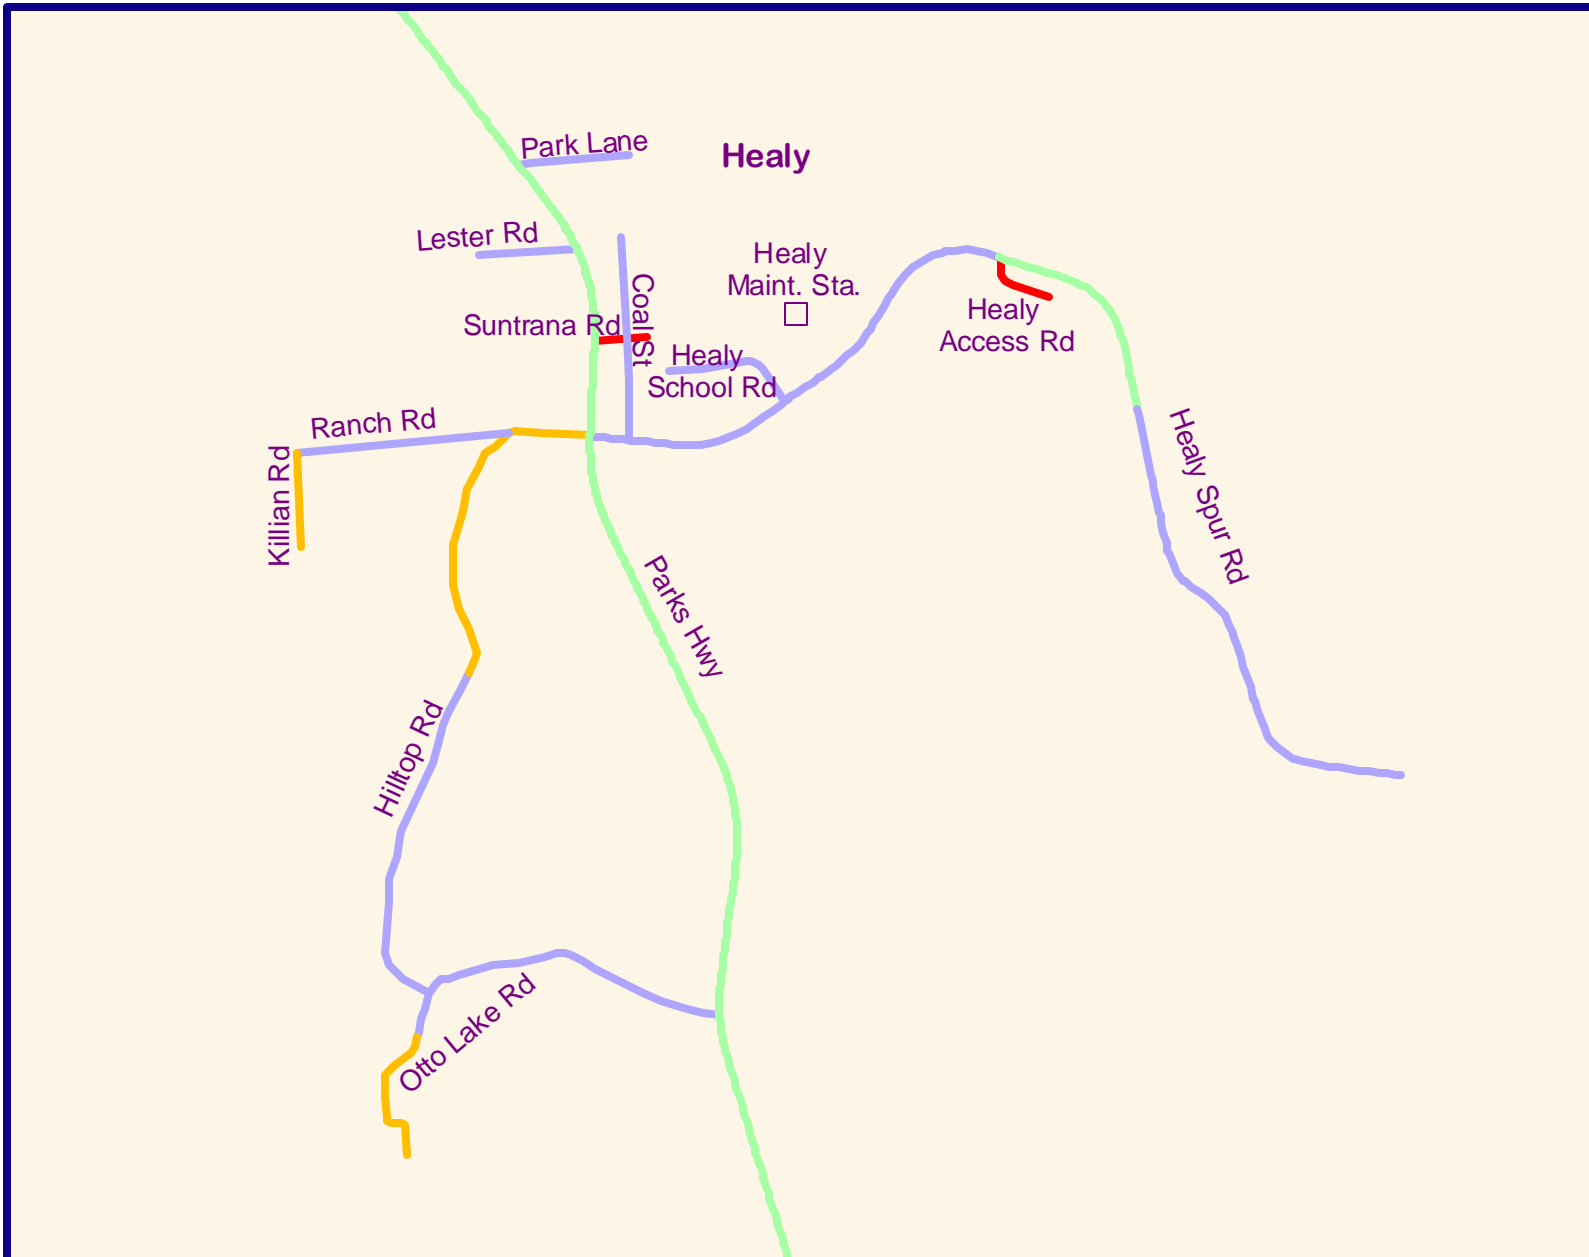 Park Lane
Healy
Lester Rd
Healy
Maint. Sta.
Coal St
Suntrana Rd
Healy
Access Rd
Healy
School Rd
Ranch Rd
Killian Rd
Healy Spur Rd
Parks Hwy
Hilltop Rd
Otto Lake Rd